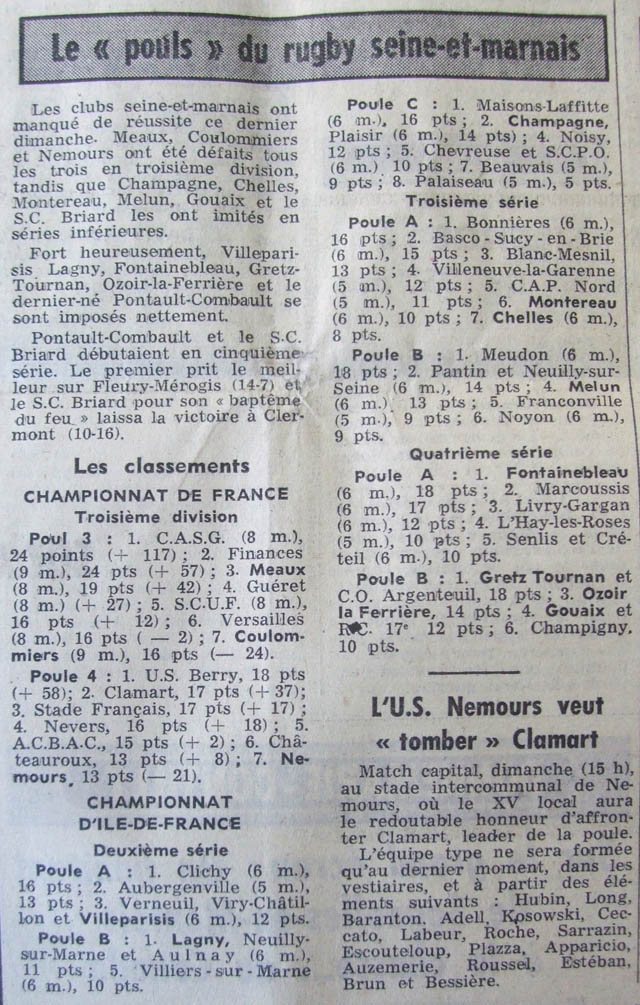 Le « pouls » du rugby seine-et-marnais
Les clubs seine-et-marnais ont
manqué de réussite ce dernier
dimanche. Meaux, Coulommiers
et Nemours ont été défaits tous
les trois en troisième division,
tandis que Champagne, Chelles,
Montereau, Melun, Gouaix et le
S.C. Briard les ont imités en
séries inférieures.
Fort heureusement, Villepari-
sis Lagny, Fontainebleau, Gretz-
Tournan, Ozoir-la-Ferrière et le
dernier-né Pontault-Combault se
sont imposés nettement.
Pontault-Combault et le S.C.
Briard débutaient en cinquième
série. Le premier prit le meil-
leur sur Fleury-Mérogis (14-7) et
le S.C. Briard pour son « baptême
du feu » laissa la victoire à Cler-
mont (10-16).
Les classements
CHAMPIONNAT DE FRANCE
Troisième division
Poul 3 : 1. C.A.S.G. (8 m.),
24 points (+ 117) ; 2. Finances
(9 m.), 24 pts (+ 57) ; 3. Meaux
(8 m.), 19 pts (+ 42) ; 4. Guéret
(8 m.) (+ 27) ; 5. S.C.U.F. (8 m.),
16 pts (+ 12) ; 6. Versailles
(8 m.), 16 pts ( — 2) ; 7. Coulom-
miers (9 m.), 16 pts (— 24).
Poule 4 : 1. U.S. Berry, 18 pts
(+ 58); 2. Clamart, 17 pts (+ 37);
3. Stade Français, 17 pts (+ 17) ;
4. Nevers, 16 pts (+ 18) ; 5.
A.C.B.A.C., 15 pts (+ 2) ; 6. Châ-
teauroux, 13 pts (+ 8) ; 7. Ne-
mours, 13 pts (— 21).
CHAMPIONNAT
D'ILE-DE-FRANCE
Deuxième série
Poule A : 1. Clichy (6 m.),
16 pts ; 2. Aubergenville (5 m.),
13 pts ; 3. Verneuil, Viry-Châtil-
lon et Villeparisis (6 m.), 12 pts.
Poule B : 1. Lagny, Neuilly-
sur-Marne et Aulnay (6 m.),
11 pts ; 5. Villiers-sur-Marne
(6 m.), 10 pts.
Poule C : 1. Maisons-Laffitte
(6 m.), 16 pts ; 2. Champagne,
Plaisir (6 m.), 14 pts) ; 4. Noisy,
12 pts ; 5. Chevreuse et S.C.P.O.
(6 m.) 10 pts ; 7. Beauvais (5 m.),
9 pts ; 8. Palaiseau (5 m.), 5 pts.
Troisième série
Poule A : 1. Bonnières (6 m.),
16 pts ; 2. Basco-Sucy-en-Brie
(6 m.), 15 pts ; 3. Blanc-Mesnil,
13 pts ; 4. Villeneuve-la-Garenne
(5 m.), 12 pts ; 5. C.A.P. Nord
(5 m.), 11 pts ; 6. Montereau
(6 m.), 10 pts ; 7. Chelles (6 m.),
8 pts.
Poule B : 1. Meudon (6 m.),
18 pts ; 2. Pantin et Neuilly-sur-
Seine (6 m.), 14 pts ; 4. Melun
(6 m.) 13 pts ; 5. Franconville
(5 m.), 9 pts ; 6. Noyon (6 m.),
9 pts.
Quatrième série
Poule A : 1. Fontainebleau
(6 m.), 18 pts ; 2. Marcoussis
(6 m.), 17 pts ; 3. Livry-Gargan
(6 m.), 12 pts ; 4. L'Hay-les-Roses
(5 m.), 10 pts ; 5. Senlis et Cré-
teil (6 m.), 10 pts.
Poule B : 1. Gretz Tournan et
C.O. Argenteuil, 18 pts ; 3. Ozoir
la Ferrière, 14 pts ; 4. Gouaix et
R.C. 17e 12 pts ; 6. Champigny,
10 pts.
L'U.S. Nemours veut
« tomber » Clamart
Match capital, dimanche (15 h),
au stade intercommunal de Ne-
mours, où le XV local aura
le redoutable honneur d'affron-
ter Clamart, leader de la poule.
L'équipe type ne sera formée
qu'au dernier moment, dans les
vestiaires, et à partir des élé-
ments suivants : Hubin, Long,
Baranton. Adell, Kosowski, Cec-
cato, Labeur, Roche, Sarrazin,
Escouteloup, Plazza, Apparicio,
Auzemerie, Roussel, Estéban,
Brun et Bessière.